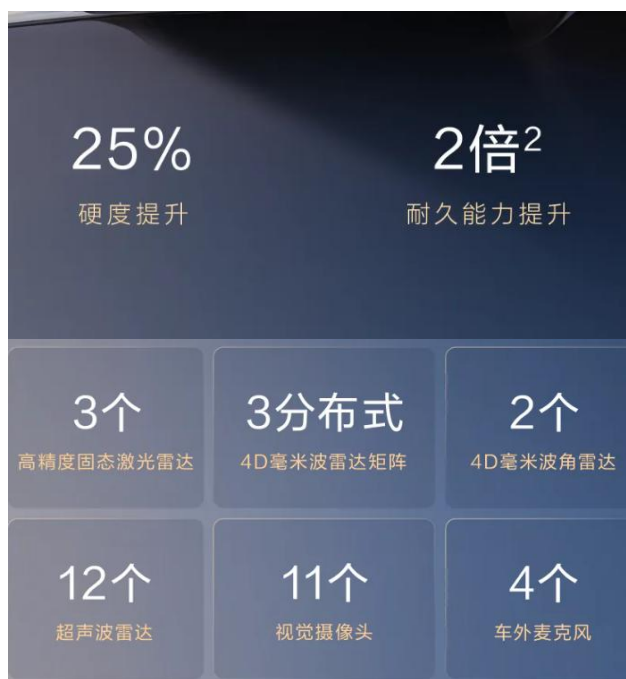 25% 2倍2
硬度提升 耐久能力提升
3个 3分布式 2个
高精度固态激光雷达 4D毫米波雷达矩阵 4D毫米波角雷达
12个 11个 4个
超声波雷达 视觉摄像头 车外麦克风